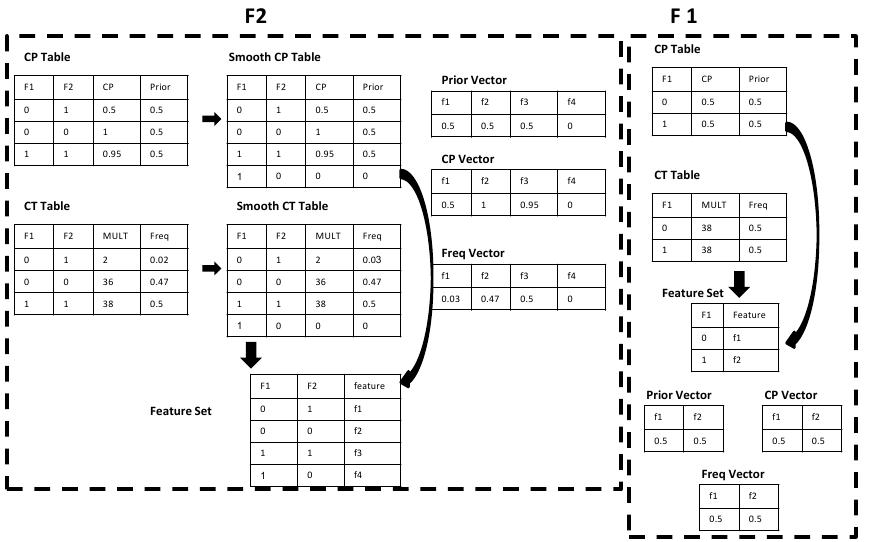 F2
CP Table
F1 F2 CP Prior
0 1 0.5 0.5
0 0 1 0.5
1 1 0.95 0.5
Smooth CP Table
F1 F2 CP Prior
0 1 0.5 0.5
0 0 1 0.5
1 1 0.95 0.5
1 0 0 0
Prior Vector
f1 f2 f3 f4
0.5 0.5 0.5 0
CP Vector
f1 f2 f3 f4
0.5 1 0.95 0
CT Table
F1 F2 MULT Freq
0 1 2 0.02
0 0 36 0.47
1 1 38 0.5
Smooth CT Table
F1 F2 MULT Freq
0 1 2 0.03
0 0 36 0.47
1 1 38 0.5
1 0 0 0
Freq Vector
f1 f2 f3 f4
0.03 0.47 0.5 0
Feature Set
F1 F2 feature
0 1 f1
0 0 f2
1 1 f3
1 0 f4
F 1
CP Table
F1 CP Prior
0 0.5 0.5
1 0.5 0.5
CT Table
F1 MULT Freq
0 38 0.5
1 38 0.5
Feature Set
F1 Feature
0 f1
1 f2
Prior Vector
f1 f2
0.5 0.5
CP Vector
f1 f2
0.5 0.5
Freq Vector
f1 f2
0.5 0.5